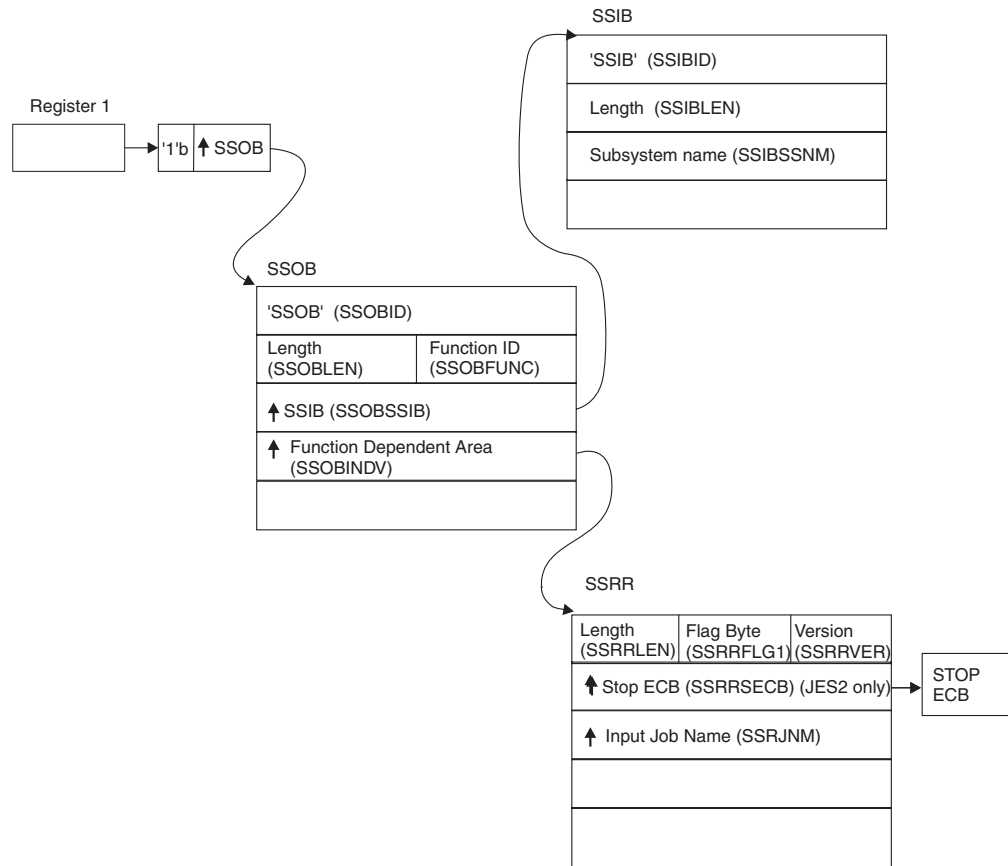 SSIB
'SSIB' (SSIBID)
Length (SSIBLEN)
Subsystem name (SSIBSSNM)
Register 1
'1'b
SSOB
SSOB
'SSOB' (SSOBID)
Length
(SSOBLEN)
Function ID
(SSOBFUNC)
SSIB (SSOBSSIB)
Function Dependent Area
(SSOBINDV)
SSRR
Length
(SSRRLEN)
Flag Byte
(SSRRFLG1)
Version
(SSRRVER)
Stop ECB (SSRRSECB) (JES2 only)
STOP
ECB
Input Job Name (SSRJNM)